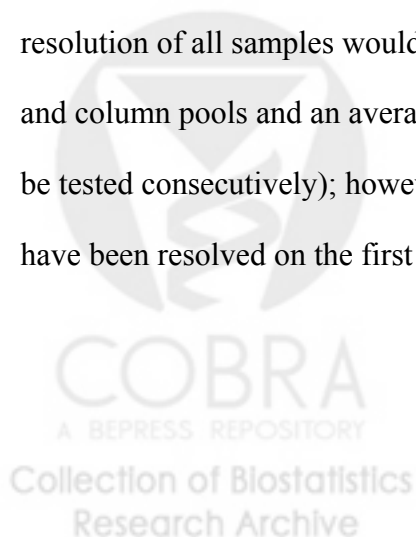 resolution of all samples would
and column pools and an avera
be tested consecutively); howe
have been resolved on the first
COBRA
A BEPRESS REPOSITORY
Collection of Biostatistics
Research Archive